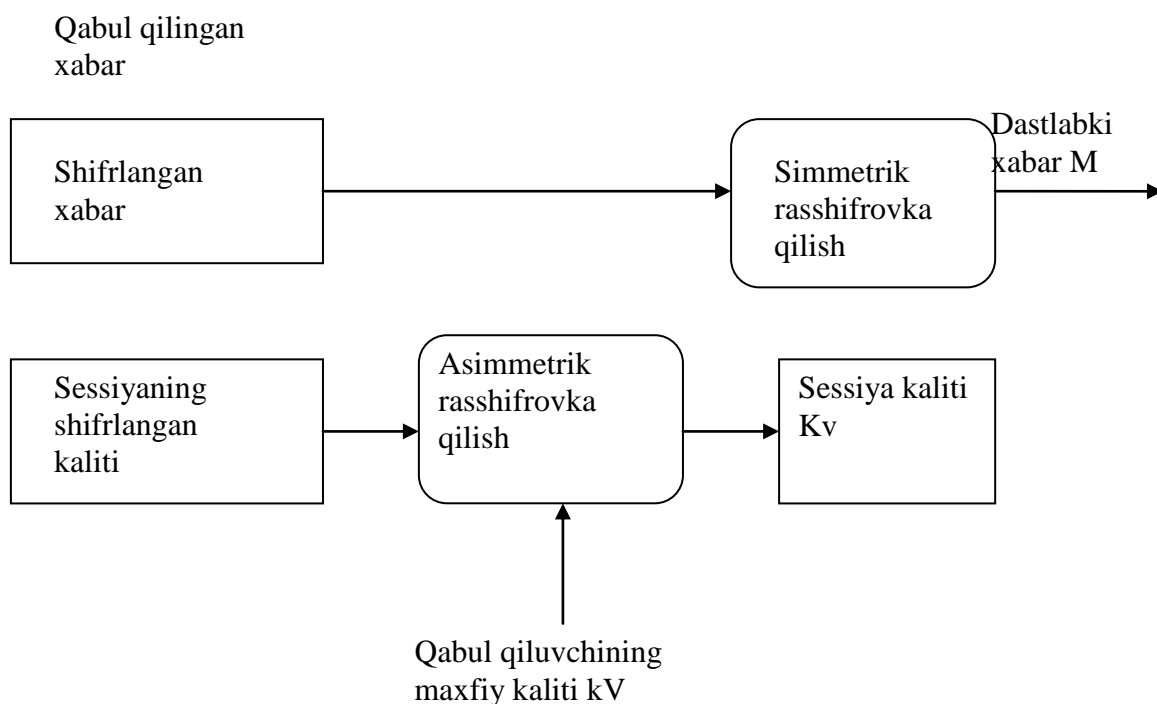 Qabul qilingan
xabar
Shifrlangan
xabar
Simmetrik
rasshifrovka
qilish
Dastlabki
xabar M
Sessiyaning
shifrlangan
kaliti
Asimmetrik
rasshifrovka
qilish
Sessiya kaliti
Kv
Qabul qiluvchining
maxfiy kaliti kV